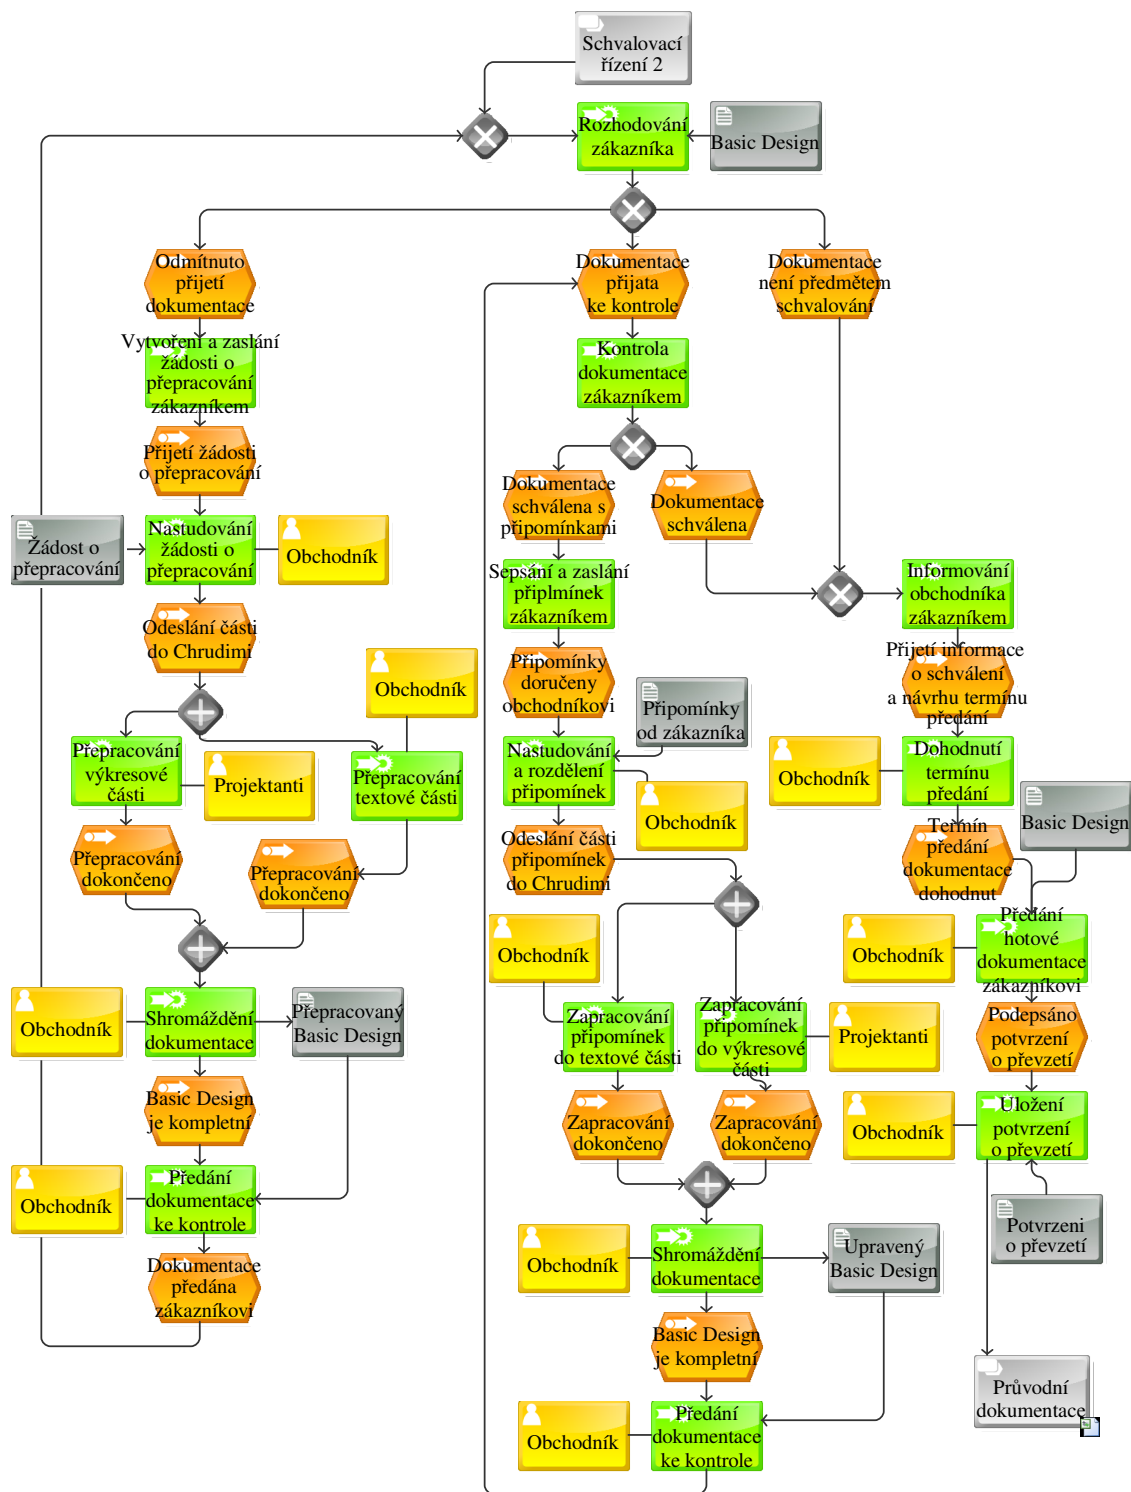 Schvalovací
řízení 2
Rozhodování
zákazníka
Basic Design
Odmítnuto
přijetí
dokumentace
Dokumentace
přijata
ke kontrole
Dokumentace
není předmětem
schvalování
Vytvoření a zaslání
žádosti o
přepracování
zákazníkem
Kontrola
dokumentace
zákazníkem
Přijetí žádosti
o přepracování
Dokumentace
schválena s
připomínkami
Dokumentace
schválena
Žádost o
přepracování
Nastudování
žádosti o
přepracování
Obchodník
Sepsání a zaslání
připlmínek
zákazníkem
Informování
obchodníka
zákazníkem
Odeslání části
do Chrudimi
Připomínky
doručeny
obchodníkovi
Přijetí informace
o schválení
a návrhu termínu
předání
Obchodník
Připomínky
od zákazníka
Přepracování
výkresové
části
Projektanti
Přepracování
textové části
Nastudování
a rozdělení
připomínek
Obchodník
Obchodník
Dohodnutí
termínu
předání
Basic Design
Přepracování
dokončeno
Přepracování
dokončeno
Odeslání části
připomínek
do Chrudimi
Termín
předání
dokumentace
dohodnut
Obchodník
Obchodník
Předání
hotové
dokumentace
zákazníkovi
Obchodník
Shromáždění
dokumentace
Přepracovaný
Basic Design
Zapracování
připomínek
do textové části
Zapracování
připomínek
do výkresové
části
Projektanti
Podepsáno
potvrzení
o převzetí
Basic Design
je kompletní
Zapracování
dokončeno
Zapracování
dokončeno
Obchodník
Uložení
potvrzení
o převzetí
Obchodník
Předání
dokumentace
ke kontrole
Potvrzeni
o převzetí
Dokumentace
předána
zákazníkovi
Obchodník
Shromáždění
dokumentace
Upravený
Basic Design
Basic Design
je kompletní
Průvodní
dokumentace
Obchodník
Předání
dokumentace
ke kontrole